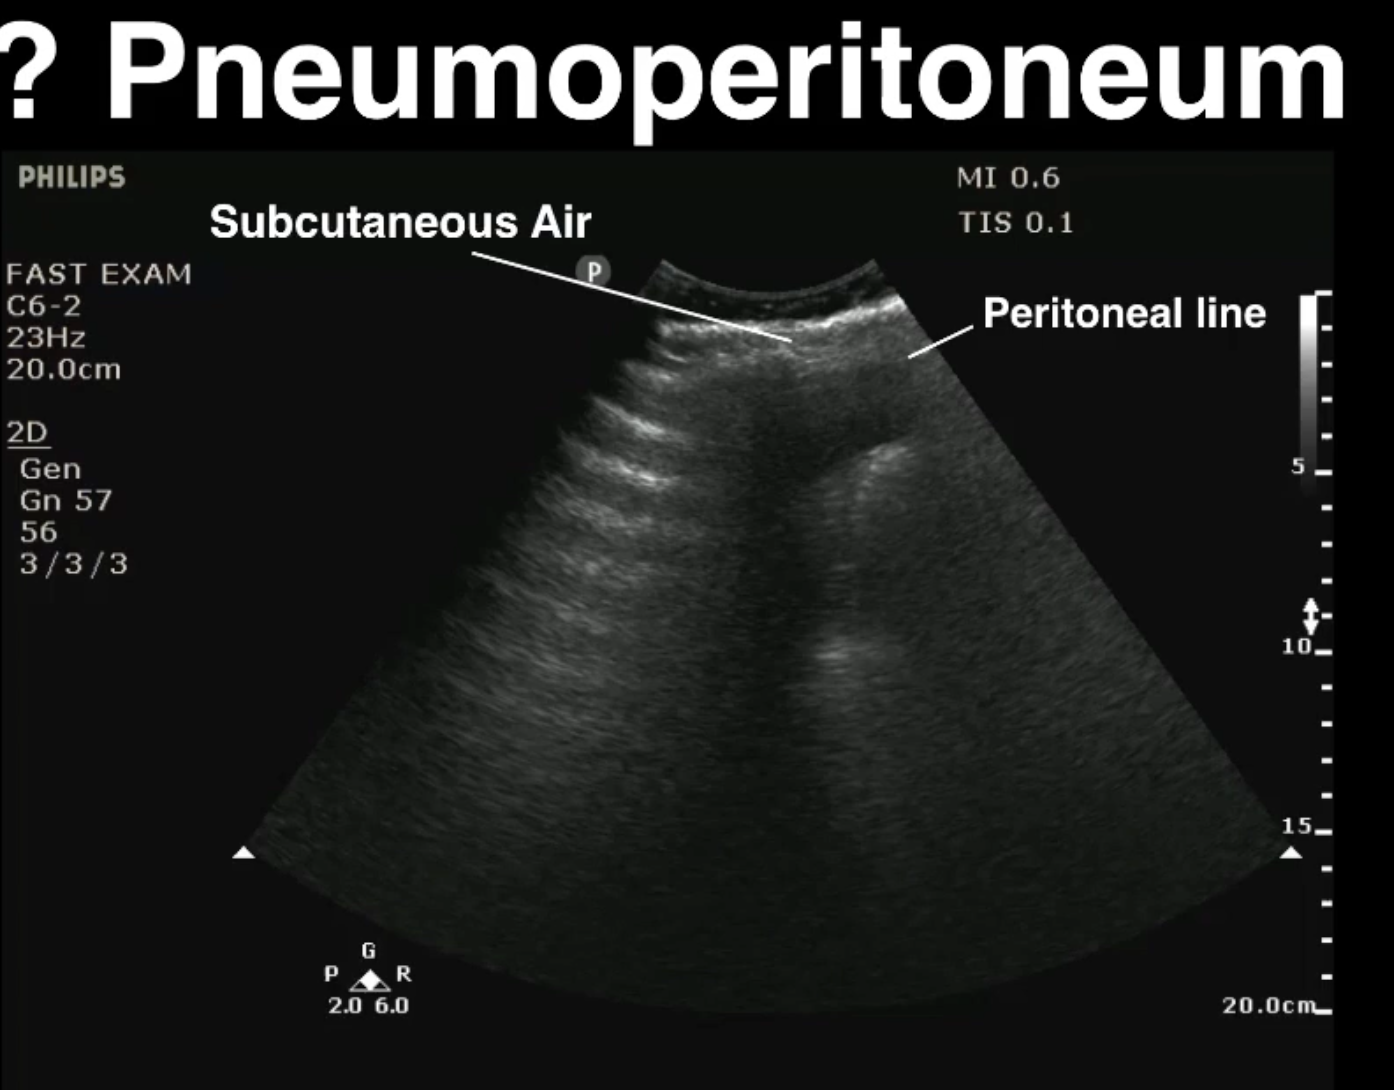 ? Pneumoperitoneum
PHILIPS
MI 0.6
TIS 0.1
Subcutaneous Air
P
FAST EXAM
C6-2
23Hz
20.0cm
Peritoneal line
2D
Gen
Gn 57
56
3/3/3
5
10
15
G
P R
2.0 6.0
20.0cm